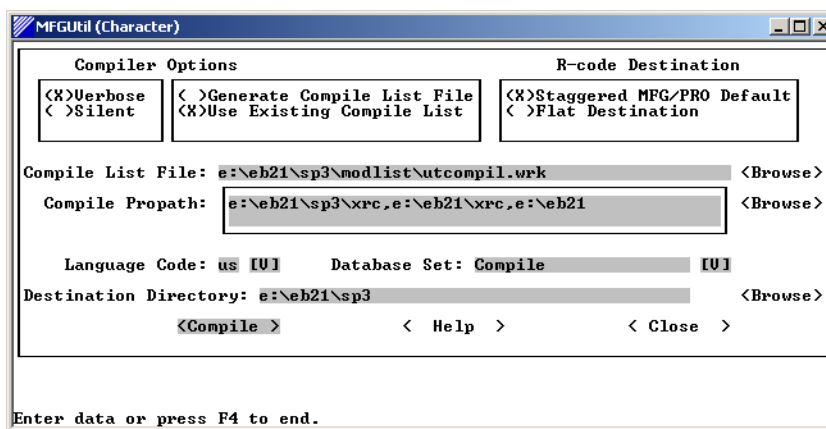 MFGUtil (Character)
Compiler Options R-code Destination
(X)Verbose ( )Generate Compile List File (X)Staggered MFG/PRO Default
( )Silent (X)Use Existing Compile List ( )Flat Destination
Compile List File: e:\eb21\sp3\modlist\utcompil.wrk <Browse>
Compile Propath: e:\eb21\sp3\xrc,e:\eb21\xrc,e:\eb21 <Browse>
Language Code: us [V] Database Set: Compile [V]
Destination Directory: e:\eb21\sp3 <Browse>
<Compile > < Help > < Close >
Enter data or press F4 to end.